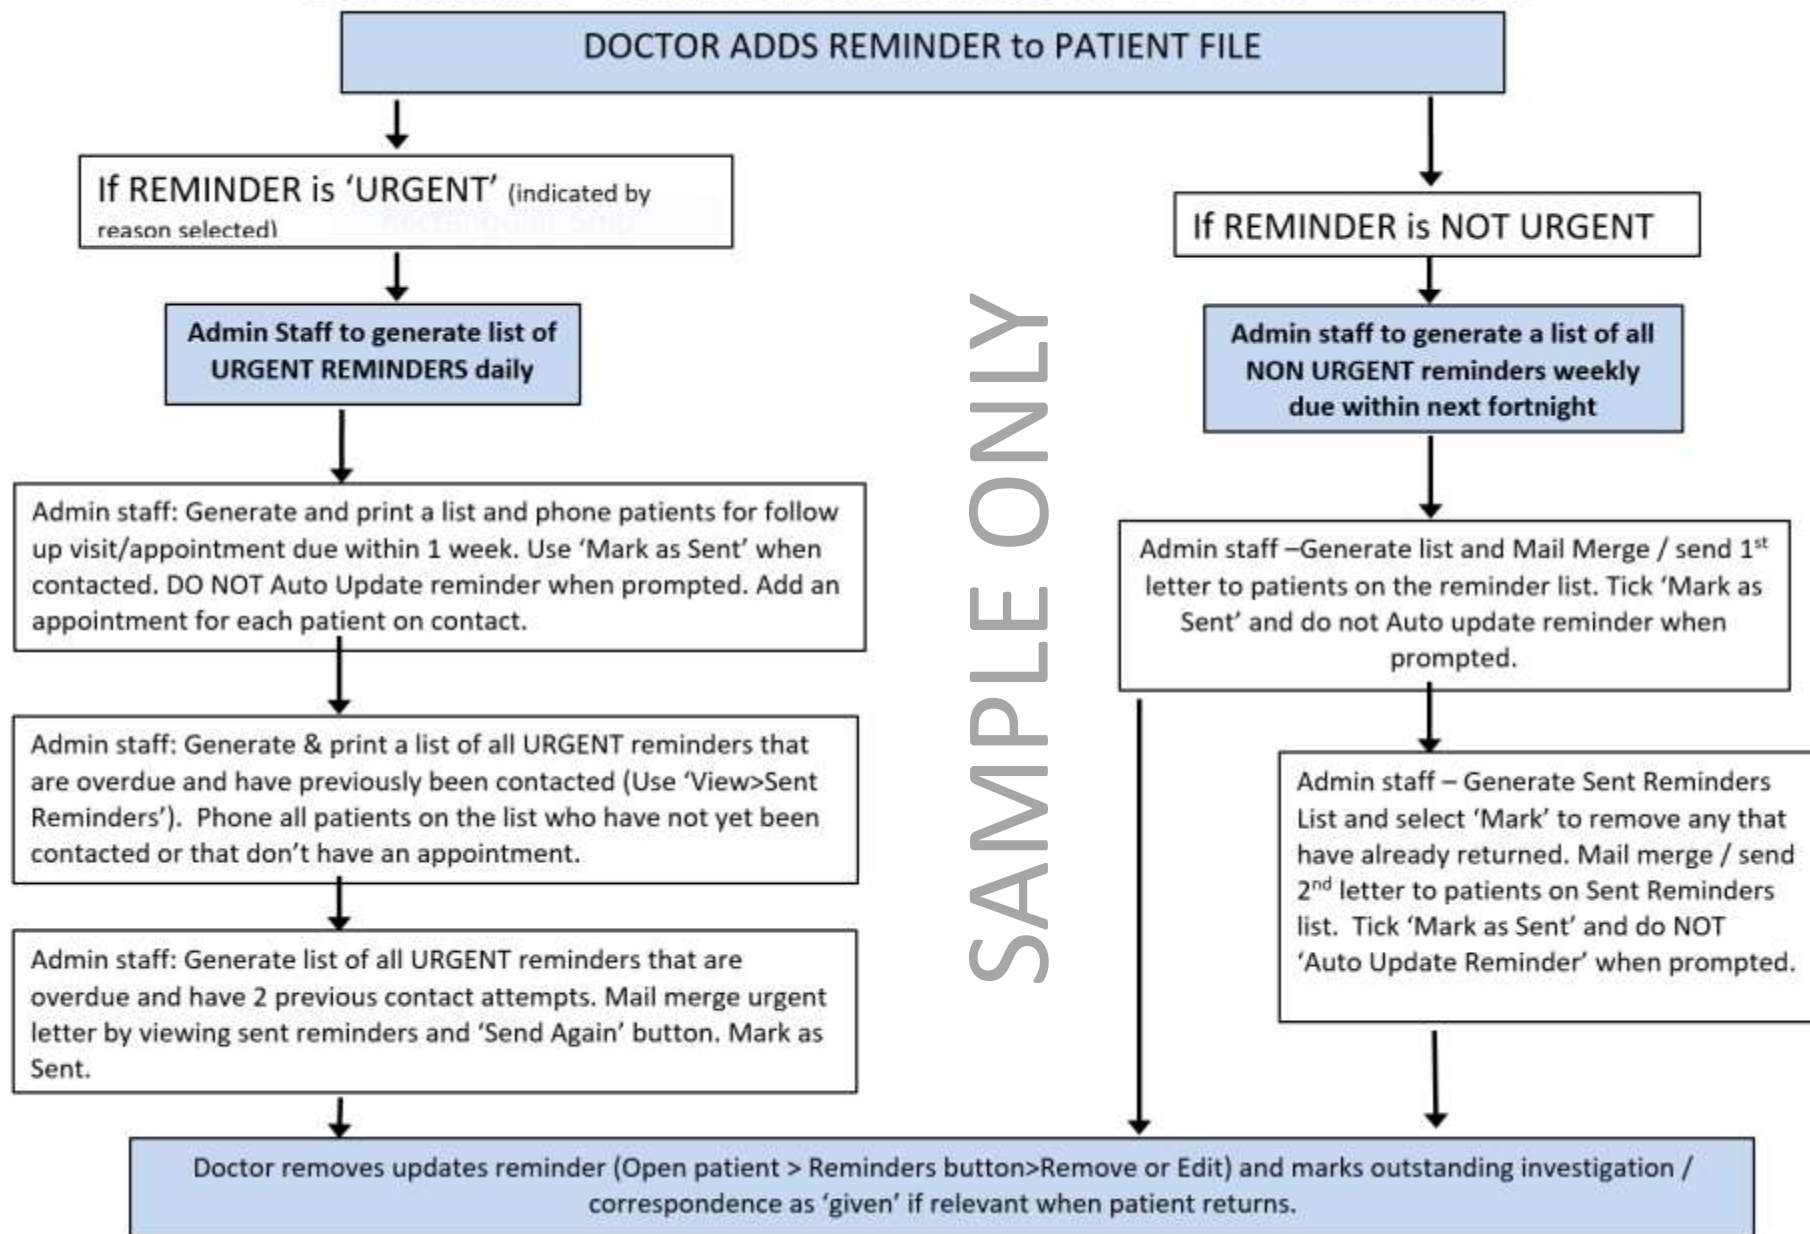 DOCTOR ADDS REMINDER to PATIENT FILE
If REMINDER is ‘URGENT’ (indicated by
reason selected)
Admin Staff to generate list of
URGENT REMINDERS daily
Admin staff: Generate and print a list and phone patients for follow
up visit/appointment due within 1 week. Use ‘Mark as Sent’ when
contacted. DO NOT Auto Update reminder when prompted. Add an
appointment for each patient on contact.
Admin staff: Generate & print a list of all URGENT reminders that
are overdue and have previously been contacted (Use ‘View>Sent
Reminders’).  Phone all patients on the list who have not yet been
contacted or that don’t have an appointment.
Admin staff: Generate list of all URGENT reminders that are
overdue and have 2 previous contact attempts. Mail merge urgent
letter by viewing sent reminders and ‘Send Again’ button. Mark as
Sent.
SAMPLE ONLY
If REMINDER is NOT URGENT
Admin staff to generate a list of all
NON URGENT reminders weekly
due within next fortnight
Admin staff –Generate list and Mail Merge / send 1st
letter to patients on the reminder list. Tick ‘Mark as
Sent’ and do not Auto update reminder when
prompted.
Admin staff – Generate Sent Reminders
List and select ‘Mark’ to remove any that
have already returned. Mail merge / send
2nd letter to patients on Sent Reminders
list.  Tick ‘Mark as Sent’ and do NOT
‘Auto Update Reminder’ when prompted.
Doctor removes updates reminder (Open patient > Reminders button>Remove or Edit) and marks outstanding investigation /
correspondence as ‘given’ if relevant when patient returns.